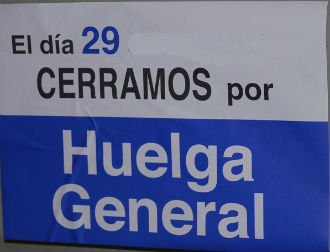 El día 29
CERRAMOS por
Huelga
General